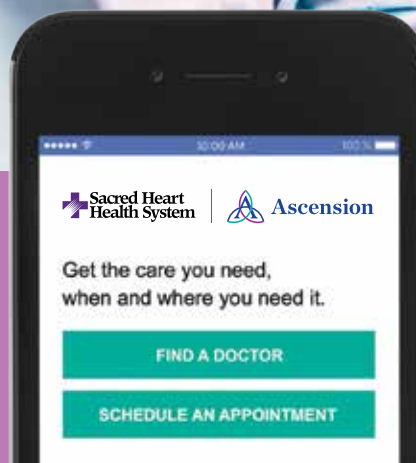 10:00 AM 100%
Sacred Heart
Health System
Ascension
Get the care you need,
when and where you need it.
FIND A DOCTOR
SCHEDULE AN APPOINTMENT